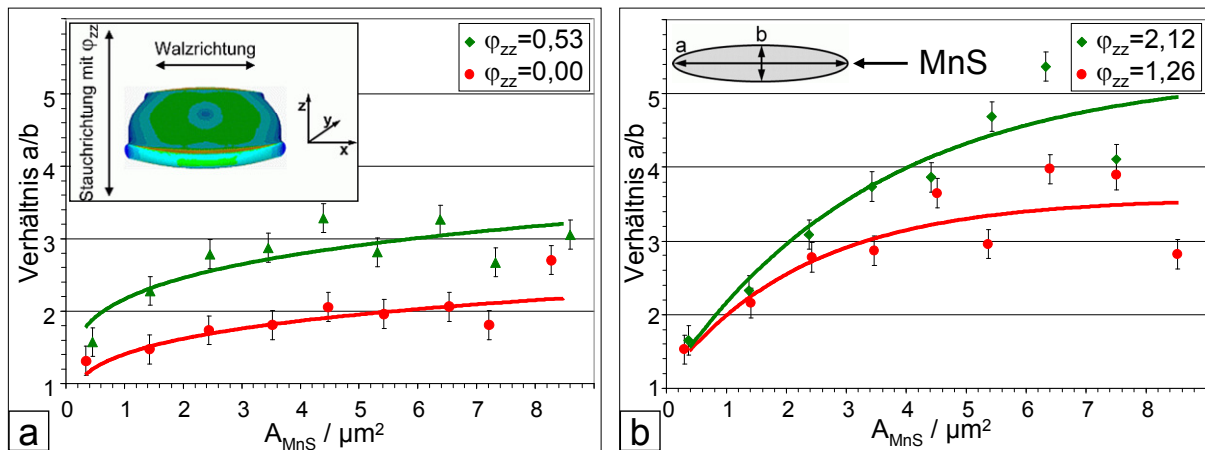 Stauchrichtung mit φzz
Walzrichtung
z
y
x
φzz=0,53
φzz=0,00
Verhältnis a/b
5
4
3
2
1
0 1 2 3 4 5 6 7 8
AMnS / µm²
a
a
b
MnS
φzz=2,12
φzz=1,26
Verhältnis a/b
5
4
3
2
1
0 1 2 3 4 5 6 7 8
AMnS / µm²
b